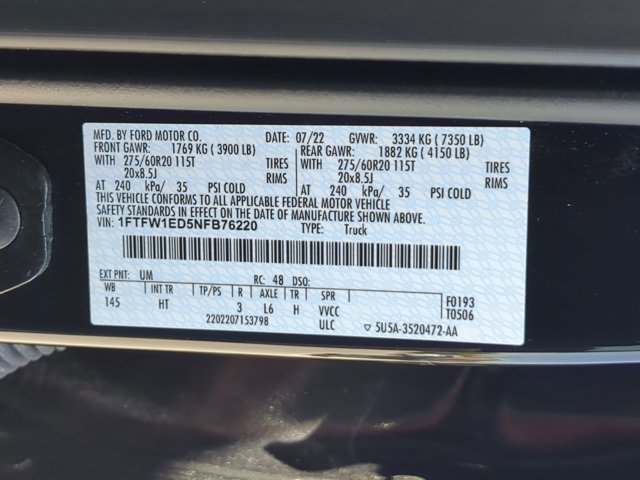 MFD. BY FORD MOTOR CO. DATE: 07/22 GVWR: 3334 KG ( 7350 LB)
FRONT GAWR: 1769 KG ( 3900 LB) REAR GAWR: 1882 KG ( 4150 LB)
WITH 275/60R20 115T TIRES WITH 275/60R20 115T TIRES
20x8.5J RIMS 20x8.5J RIMS
AT 240 kPa/ 35 PSI COLD AT 240 kPa/ 35 PSI COLD
THIS VEHICLE CONFORMS TO ALL APPLICABLE FEDERAL MOTOR VEHICLE
SAFETY STANDARDS IN EFFECT ON THE DATE OF MANUFACTURE SHOWN ABOVE.
VIN: 1FTFW1ED5NFB76220 TYPE: Truck
EXT PNT: UM RC: 48 DSO:
WB INT TR TP/PS R AXLE TR SPR F0193
145 HT 3 L6 H VVCC T0506
2202207153798 ULC ▽ 5U5A-3520472-AA